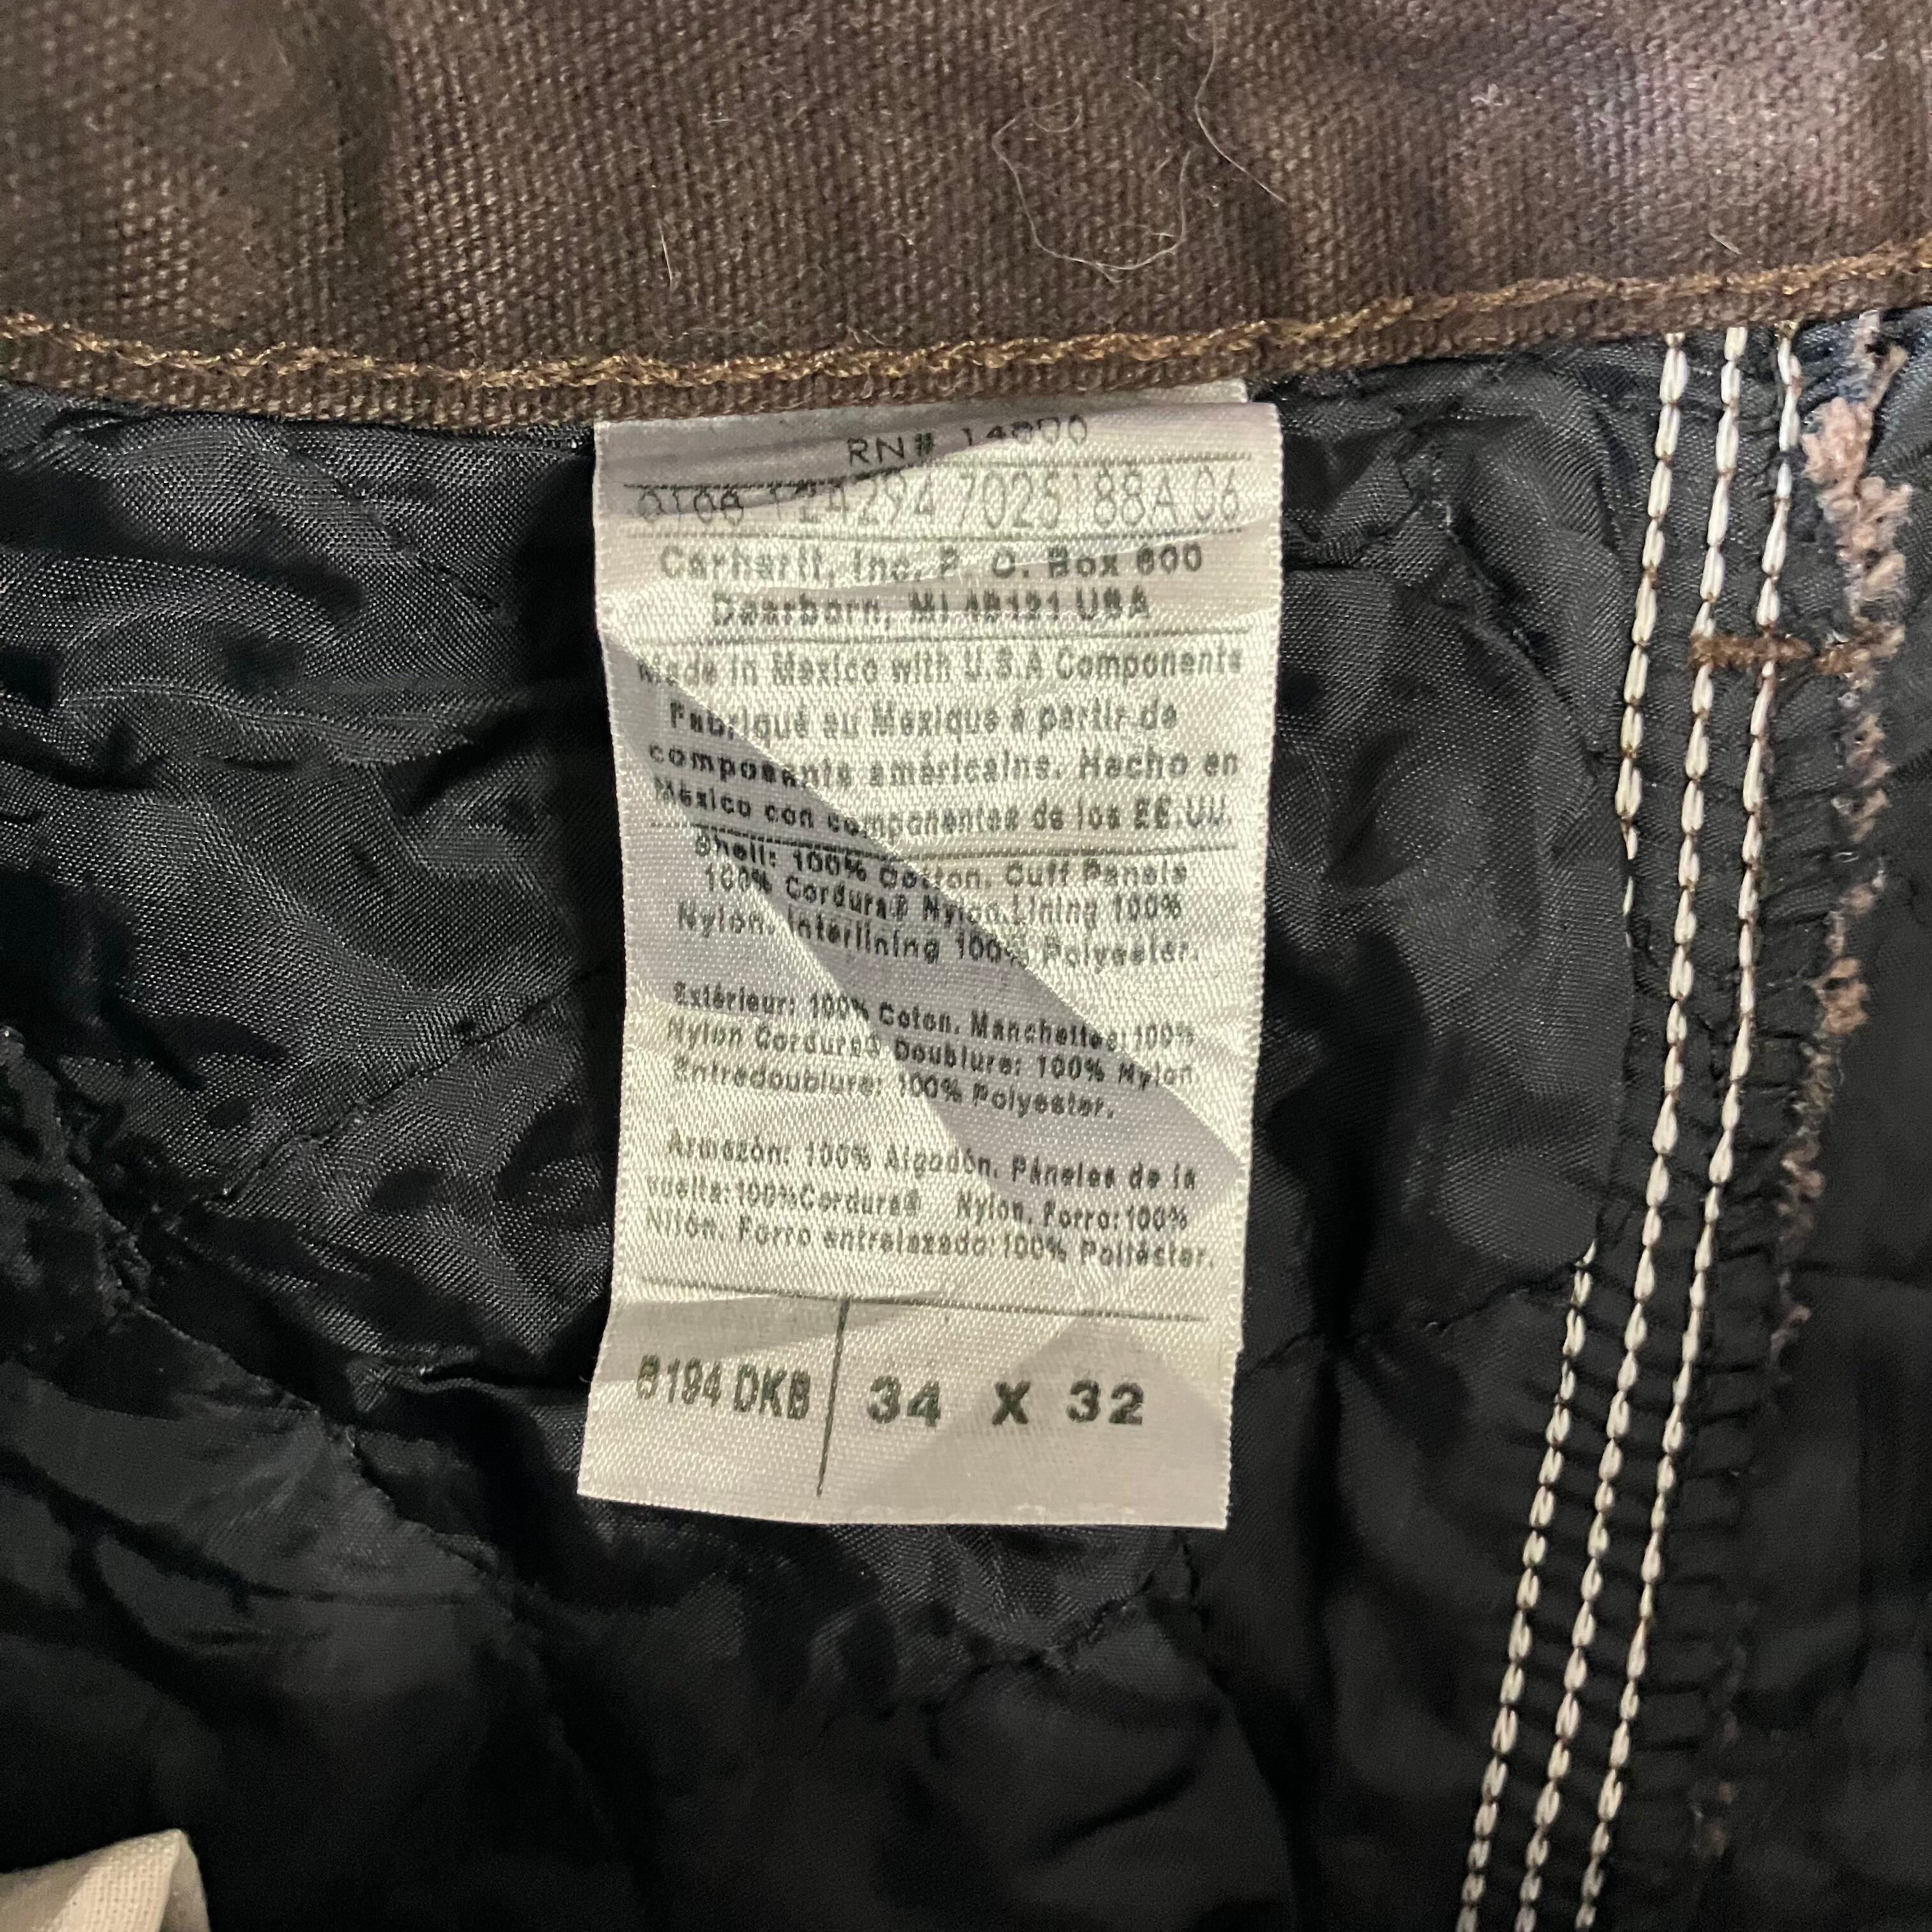 RN# 14800
0106 124294 7025188A 06
Carhartt, Inc. P. O. Box 600
Dearborn, MI 48121 USA
Made in Mexico with U.S.A Components
Fabriqué au Mexique á partir de
composants américains. Hecho en
México con componentes de los EE.UU.
Shell: 100% Cotton. Cuff Panels
100% Cordura® Nylon.Lining 100%
Nylon. Interlining 100% Polyester.
Extérieur: 100% Coton. Manchettes:100%
Nylon Cordura® Doublure: 100% Nylon.
Entredoublure: 100% Polyester.
Armazón: 100% Algodón. Páneles de la
vuelta:100%Cordura® Nylon. Forro:100%
Nilón. Forro entrelazado:100% Poliéster.
B194 DKB 34 X 32